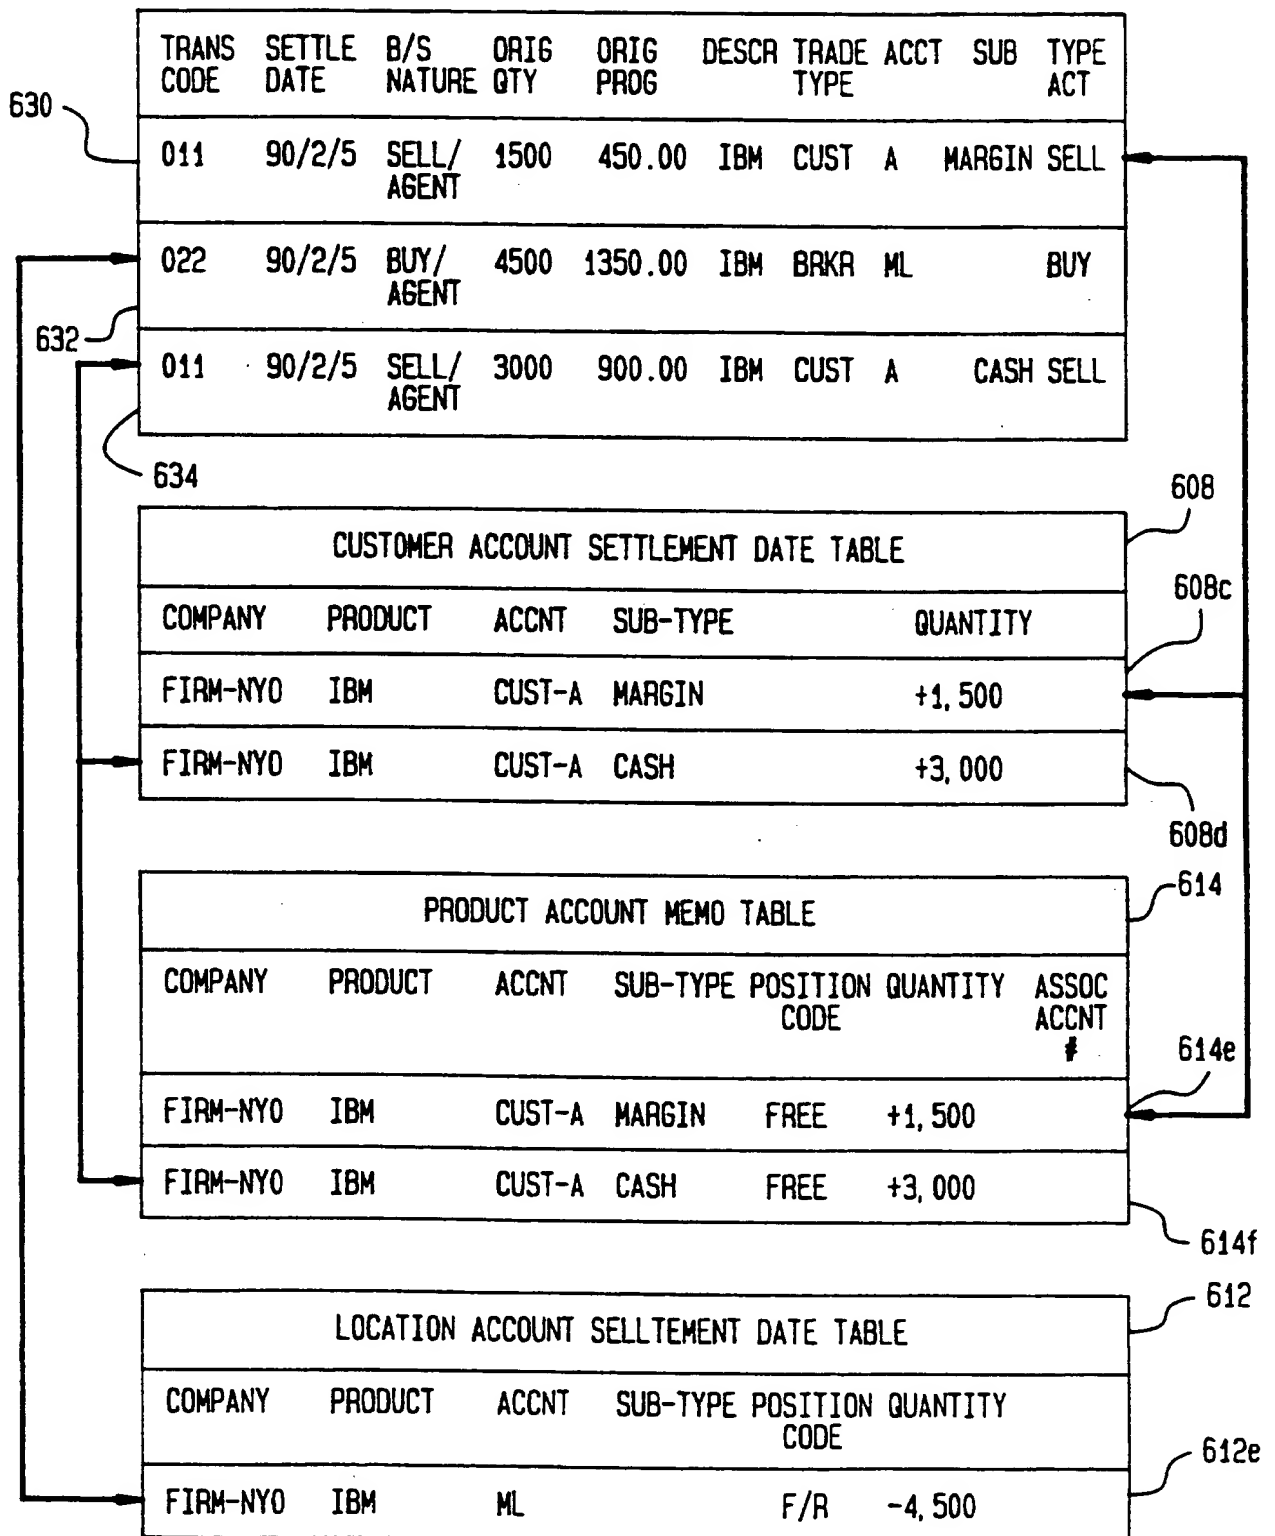 TRANS SETTLE B/S ORIG ORIG DESCR TRADE ACCT SUB TYPE
CODE DATE NATURE QTY PROG TYPE ACT
630
011 90/2/5 SELL/ 1500 450.00 IBM CUST A MARGIN SELL
AGENT
022 90/2/5 BUY/ 4500 1350.00 IBM BRKR ML BUY
AGENT
632
011 90/2/5 SELL/ 3000 900.00 IBM CUST A CASH SELL
AGENT
634
608
CUSTOMER ACCOUNT SETTLEMENT DATE TABLE
608c
COMPANY PRODUCT ACCNT SUB-TYPE QUANTITY
FIRM-NYO IBM CUST-A MARGIN +1,500
FIRM-NYO IBM CUST-A CASH +3,000
608d
614
PRODUCT ACCOUNT MEMO TABLE
COMPANY PRODUCT ACCNT SUB-TYPE POSITION QUANTITY ASSOC
CODE ACCNT
#
614e
FIRM-NYO IBM CUST-A MARGIN FREE +1,500
FIRM-NYO IBM CUST-A CASH FREE +3,000
614f
612
LOCATION ACCOUNT SELLTEMENT DATE TABLE
COMPANY PRODUCT ACCNT SUB-TYPE POSITION QUANTITY
CODE
612e
FIRM-NYO IBM ML F/R -4,500